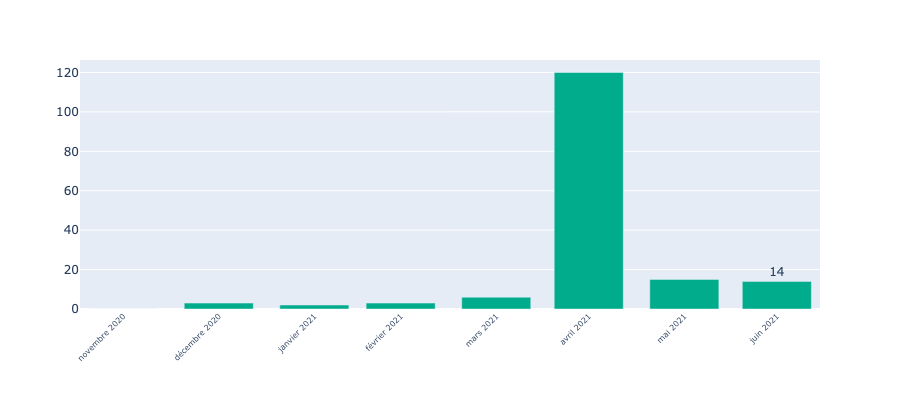 120
100
80
60
40
20
0
14
novembre 2020
décembre 2020
janvier 2021
février 2021
mars 2021
avril 2021
mai 2021
juin 2021